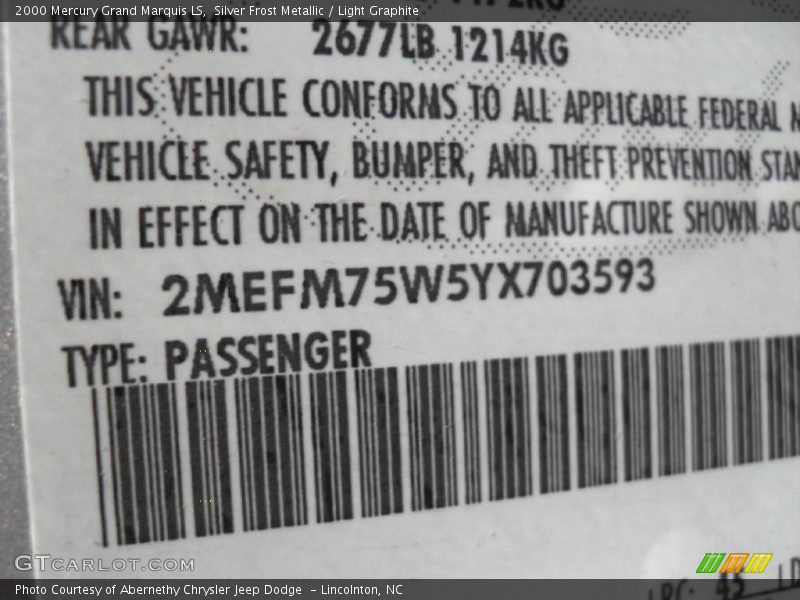 2000 Mercury Grand Marquis LS, Silver Frost Metallic / Light Graphite
REAR GAWR: 2677LB 1214KG
THIS VEHICLE CONFORMS TO ALL APPLICABLE FEDERAL
VEHICLE SAFETY, BUMPER, AND THEFT PREVENTION STAN
IN EFFECT ON THE DATE OF MANUFACTURE SHOWN ABO
VIN: 2MEFM75W5YX703593
TYPE: PASSENGER
GTCARLOT.COM
Photo Courtesy of Abernethy Chrysler Jeep Dodge - Lincolnton, NC